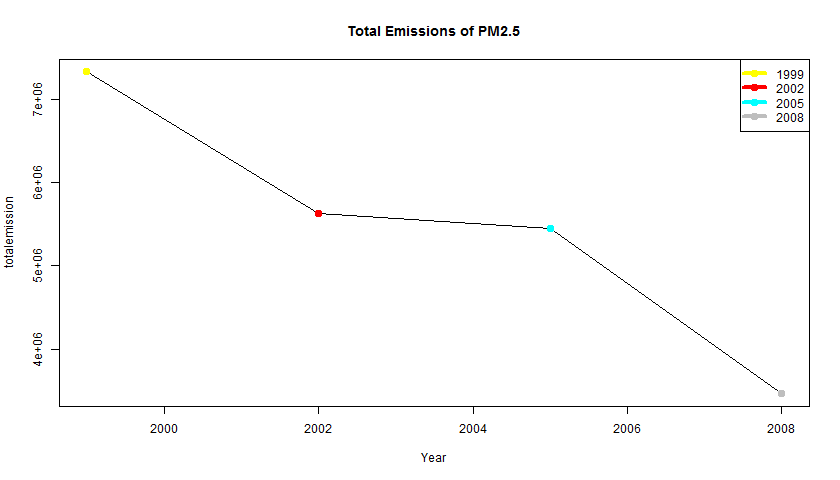 Total Emissions of PM2.5
1999
2002
2005
2008
7e+06
6e+06
5e+06
4e+06
totalemission
2000
2002
2004
2006
2008
Year